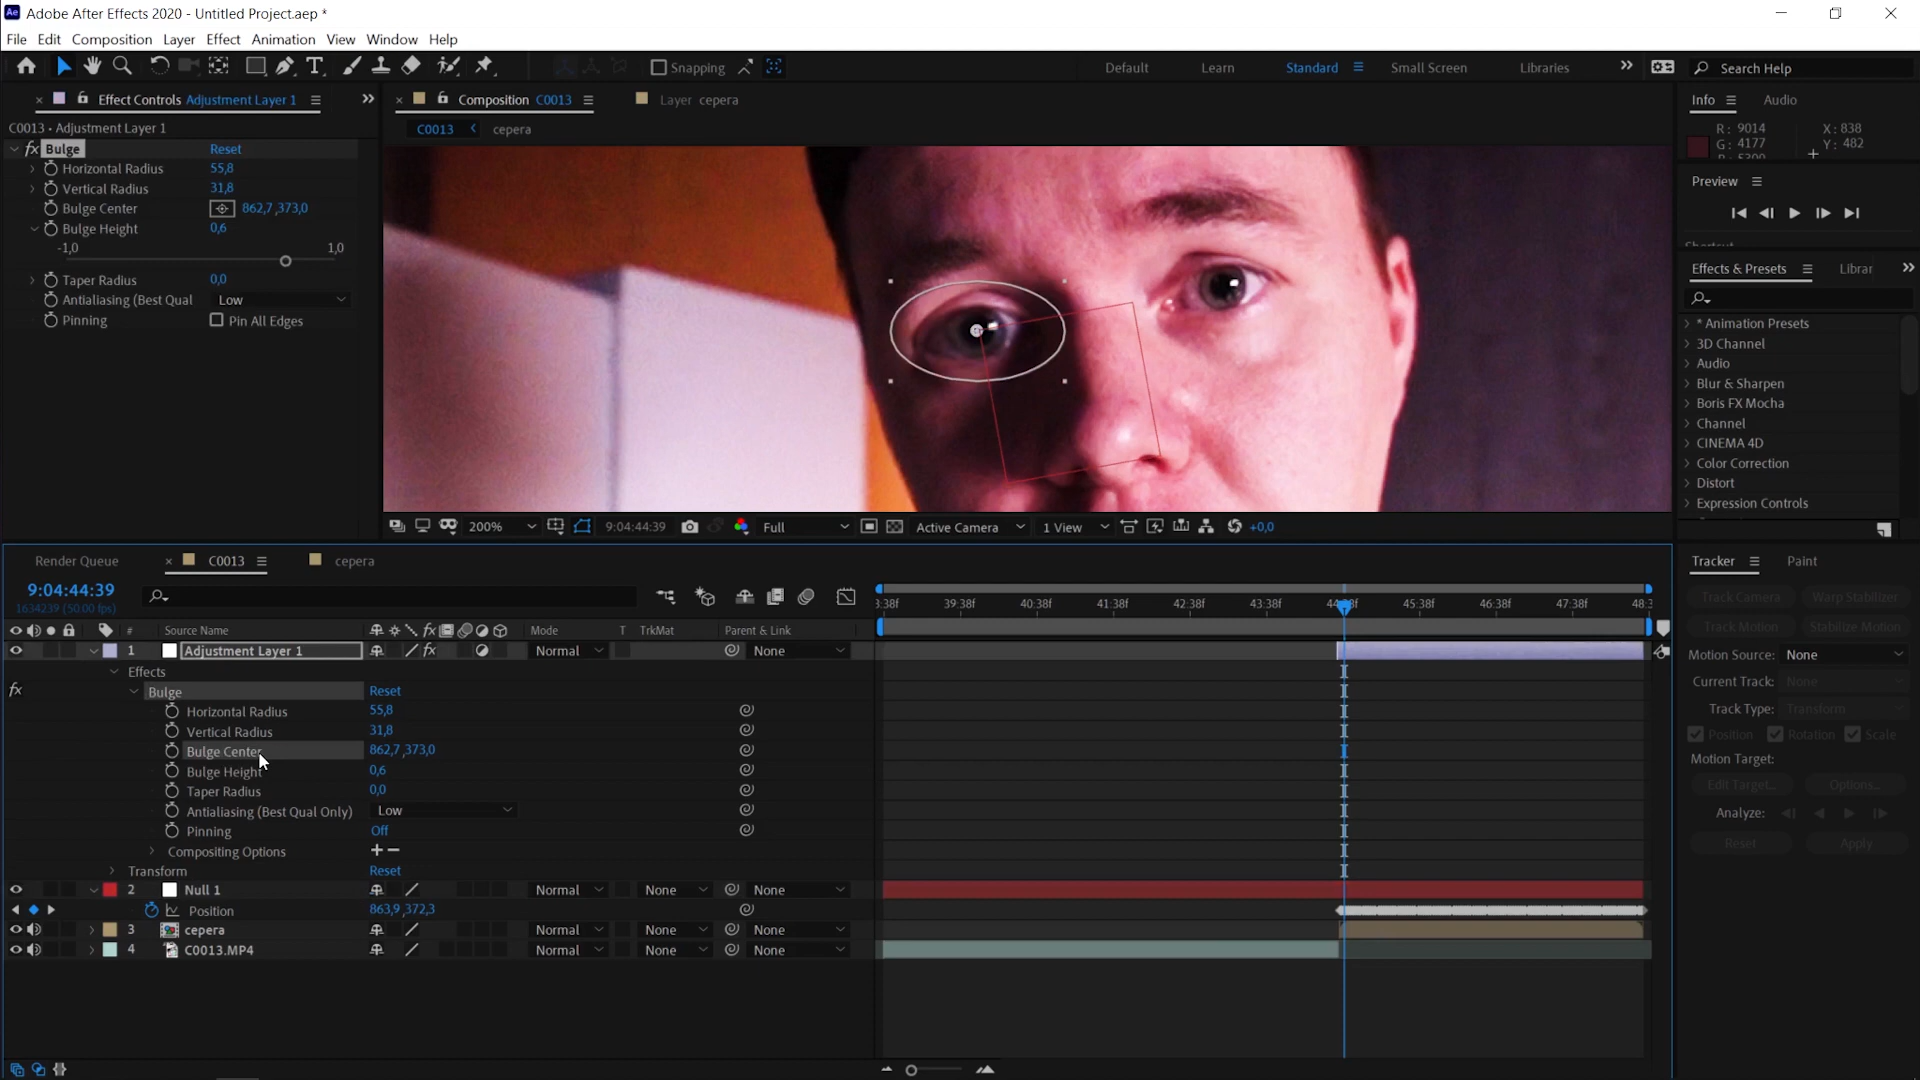 Ae Adobe After Effects 2020 - Untitled Project.aep *
File Edit Composition Layer Effect Animation View Window Help
Snapping Default Learn Standard Small Screen Libraries Search Help
Effect Controls Adjustment Layer 1
C0013 • Adjustment Layer 1
fx Bulge Reset
Horizontal Radius 55,8
Vertical Radius 31,8
Bulge Center 862,7 ,373,0
Bulge Height 0,6
-1,0 1,0
Taper Radius 0,0
Antialiasing (Best Qual Low
Pinning Pin All Edges
Composition C0013 Layer cepera
C0013 cepera
200% 9:04:44:39 Full Active Camera 1 View +0,0
Info Audio
R: 9014 X: 838
G: 4177 Y: 482
Preview
Effects & Presets Librar
* Animation Presets
3D Channel
Audio
Blur & Sharpen
Boris FX Mocha
Channel
CINEMA 4D
Color Correction
Distort
Expression Controls
Render Queue C0013 cepera
9:04:44:39
1634239 (50.00 fps)
39:38f 40:38f 41:38f 42:38f 43:38f 45:38f 46:38f 47:38f
# Source Name fx Mode T TrkMat Parent & Link
1 Adjustment Layer 1 fx Normal None
Effects
fx Bulge Reset
Horizontal Radius 55,8
Vertical Radius 31,8
Bulge Center 862,7 ,373,0
Bulge Height 0,6
Taper Radius 0,0
Antialiasing (Best Qual Only) Low
Pinning Off
Compositing Options + −
Transform Reset
2 Null 1 Normal None None
Position 863,9 ,372,3
3 cepera Normal None None
4 C0013.MP4 Normal None None
Tracker Paint
Track Camera Warp Stabilizer
Track Motion Stabilize Motion
Motion Source: None
Current Track: None
Track Type: Transform
Position Rotation Scale
Motion Target:
Edit Target... Options...
Analyze:
Reset Apply